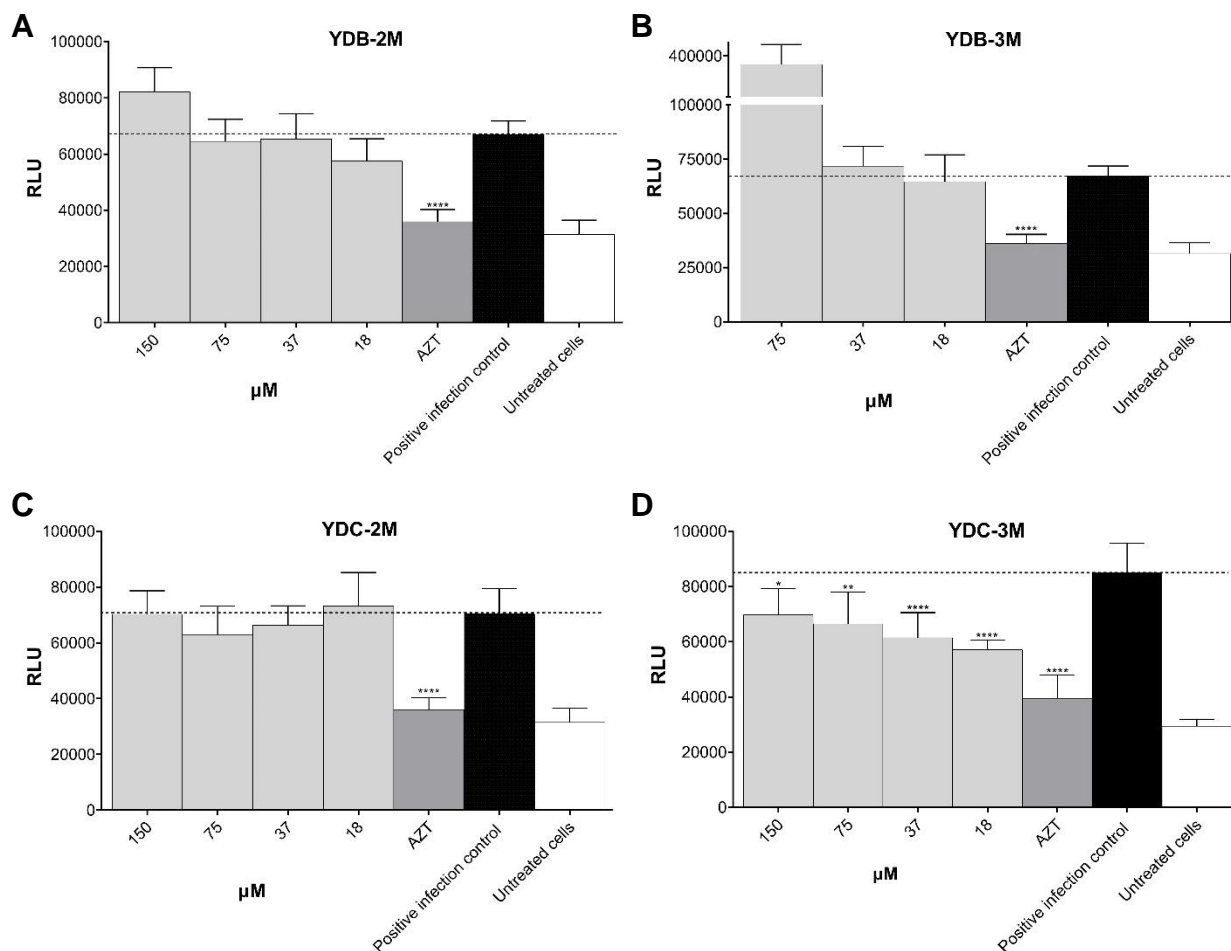 A
YDB-2M
RLU
100000
80000
60000
40000
20000
0
****
150
75
37
18
AZT
Positive infection control
Untreated cells
µM
B
YDB-3M
RLU
400000
100000
75000
50000
25000
0
****
75
37
18
AZT
Positive infection control
Untreated cells
µM
C
YDC-2M
RLU
100000
80000
60000
40000
20000
0
****
150
75
37
18
AZT
Positive infection control
Untreated cells
µM
D
YDC-3M
RLU
100000
80000
60000
40000
20000
0
*
**
****
****
****
150
75
37
18
AZT
Positive infection control
Untreated cells
µM